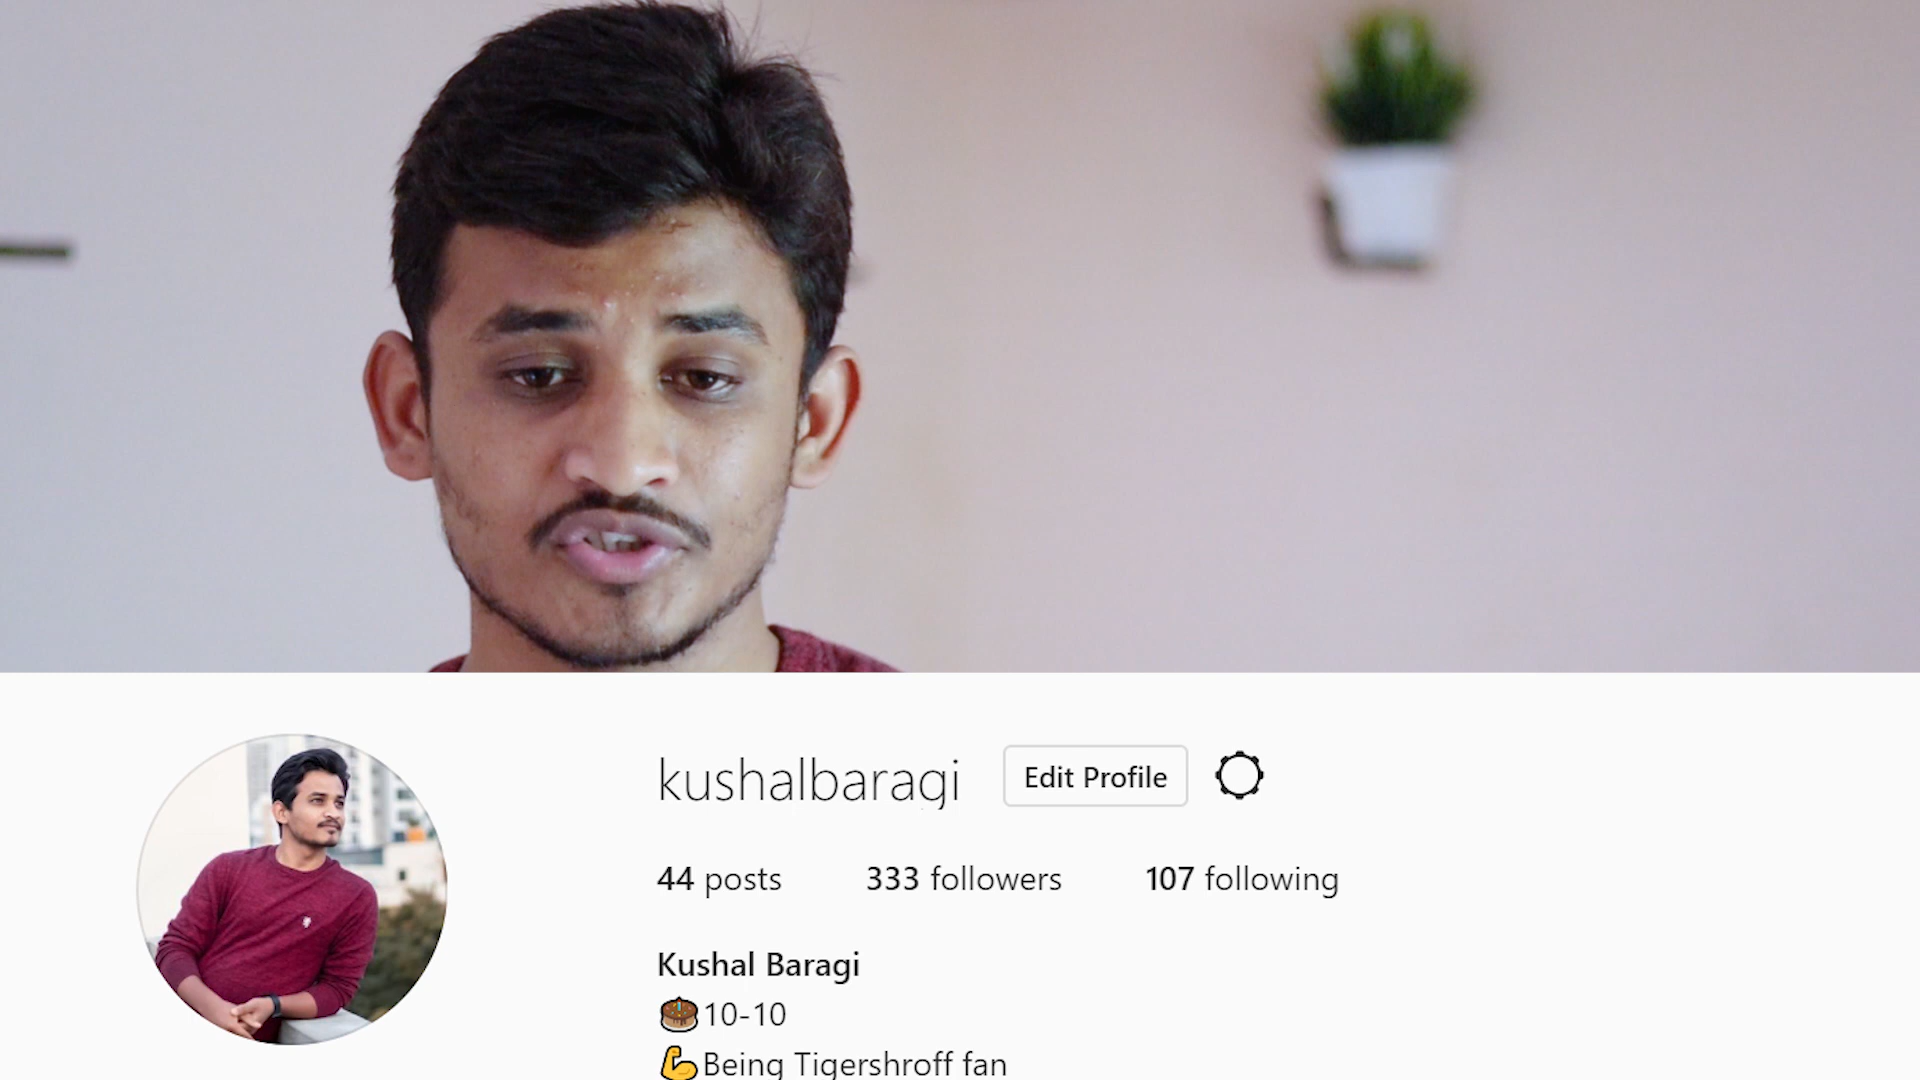 kushalbaragi Edit Profile
44 posts 333 followers 107 following
Kushal Baragi
🎂10-10
💪Being Tigershroff fan